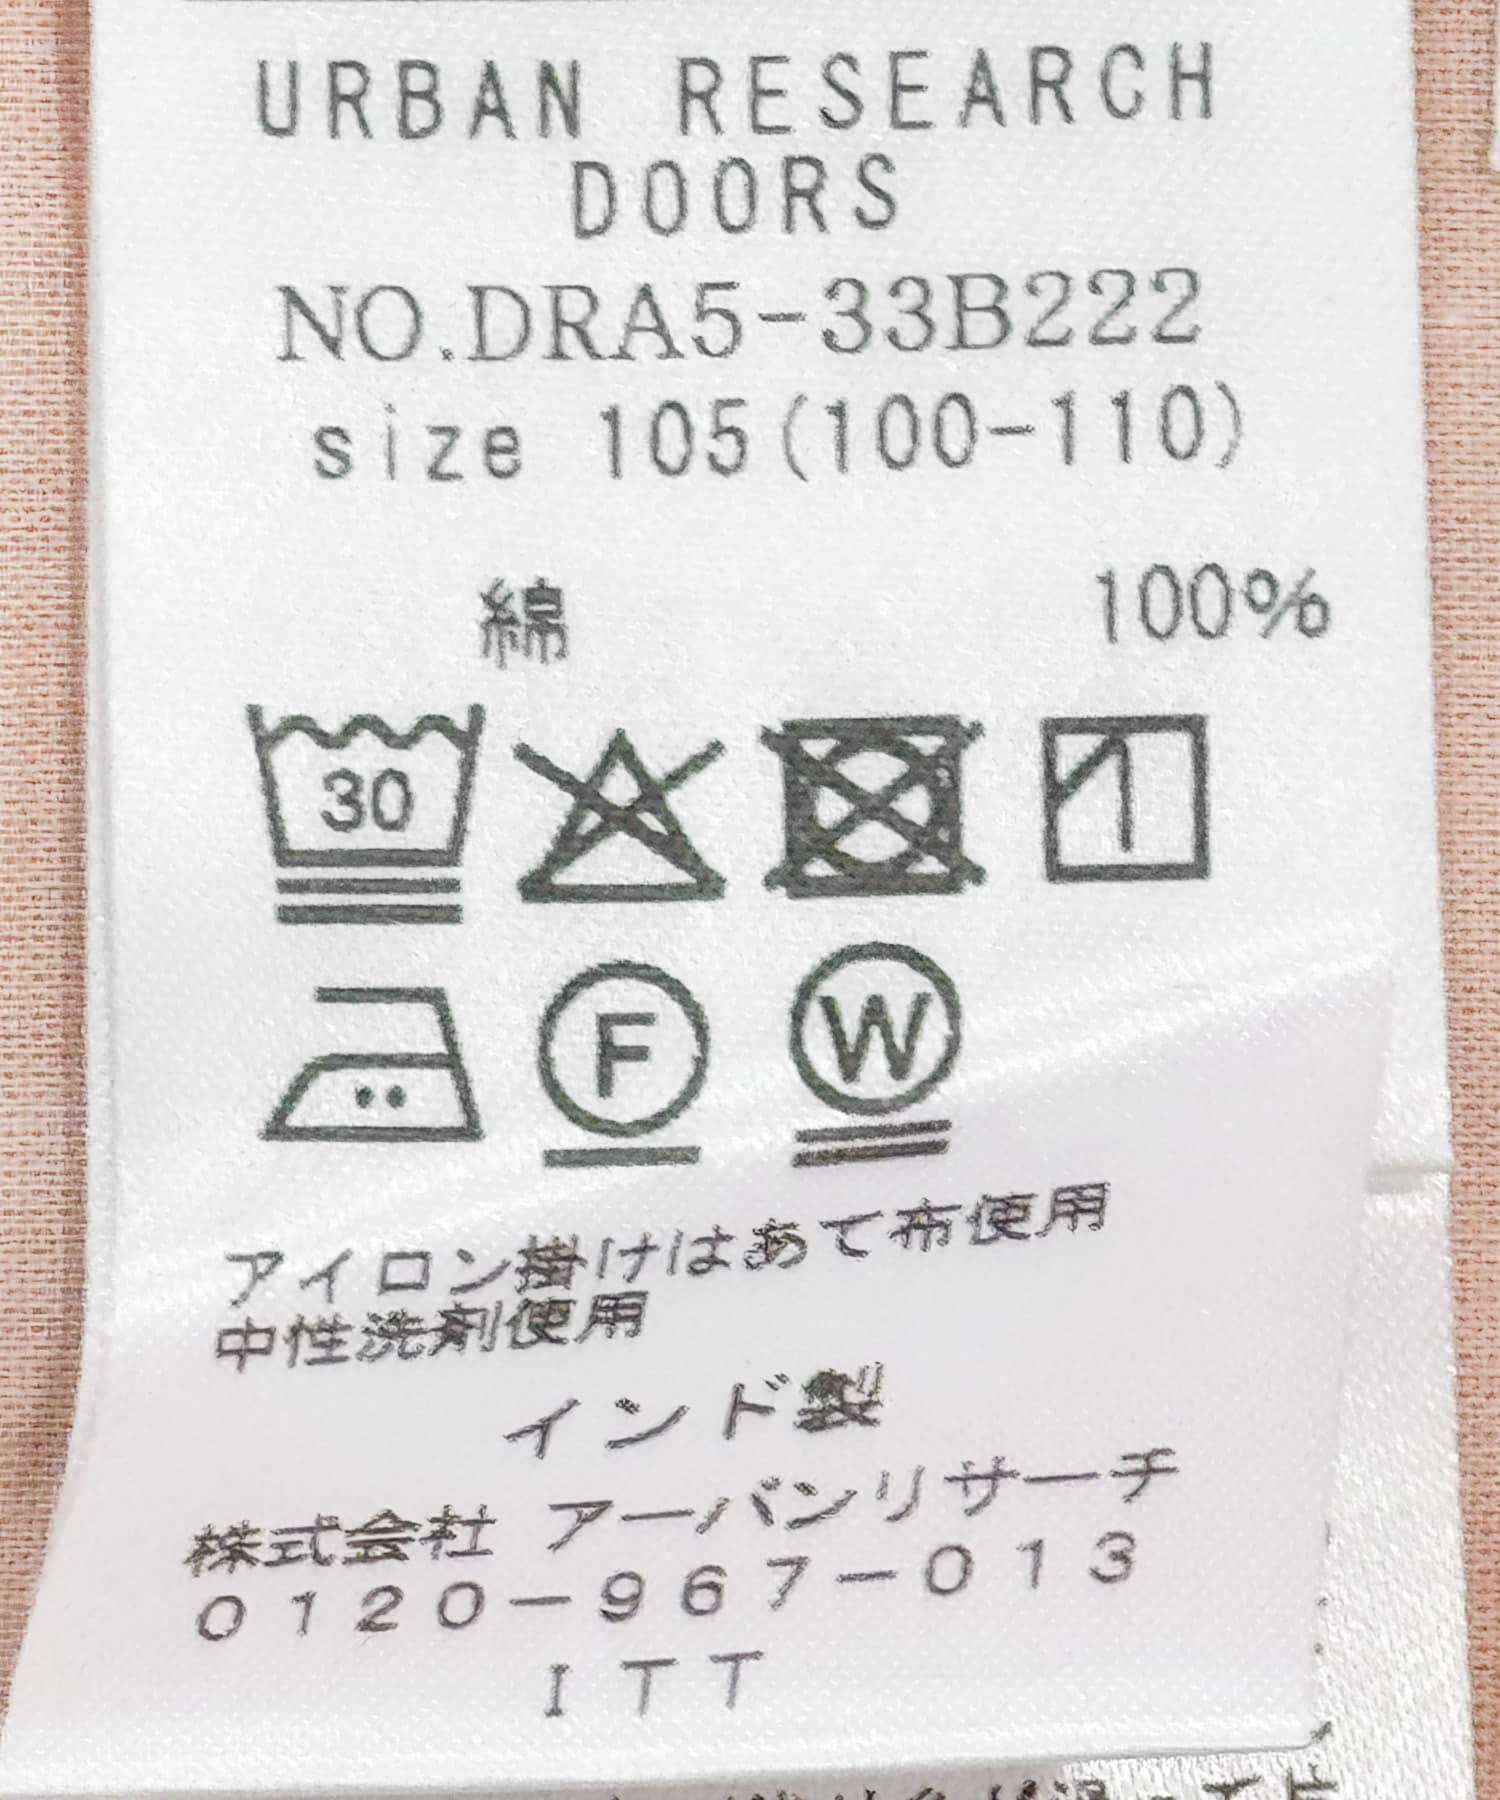 URBAN RESEARCH
DOORS
NO.DRA5-33B222
size 105(100-110)
綿 100%
30
F W
アイロン掛けはあて布使用
中性洗剤使用
インド製
株式会社 アーバンリサーチ
0120-967-013
ITT